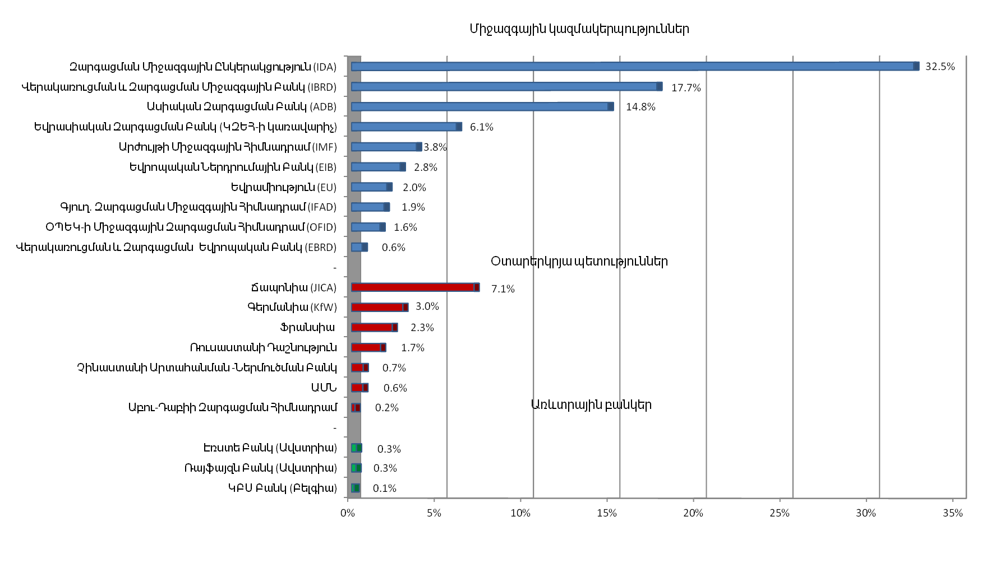 Միջազգային կազմակերպություններ
Զարգացման Միջազգային Ընկերակցություն (IDA) 32.5%
Վերակառուցման և Զարգացման Միջազգային Բանկ (IBRD) 17.7%
Ասիական Զարգացման Բանկ (ADB) 14.8%
Եվրասիական Զարգացման Բանկ (ԿԶԵՀ-ի կառավարիչ) 6.1%
Արժույթի Միջազգային Հիմնադրամ (IMF) 3.8%
Եվրոպական Ներդրումային Բանկ (EIB) 2.8%
Եվրամիություն (EU) 2.0%
Գյուղ. Զարգացման Միջազգային Հիմնադրամ (IFAD) 1.9%
ՕՊԵԿ-ի Միջազգային Զարգացման Հիմնադրամ (OFID) 1.6%
Վերակառուցման և Զարգացման Եվրոպական Բանկ (EBRD) 0.6%
Օտարերկրյա պետություններ
-
Ճապոնիա (JICA) 7.1%
Գերմանիա (KfW) 3.0%
Ֆրանսիա 2.3%
Ռուսաստանի Դաշնություն 1.7%
Չինաստանի Արտահանման -Ներմուծման Բանկ 0.7%
ԱՄՆ 0.6%
Աբու-Դաբիի Զարգացման Հիմնադրամ 0.2%
Առևտրային բանկեր
-
Էռստե Բանկ (Ավստրիա) 0.3%
Ռայֆայզն Բանկ (Ավստրիա) 0.3%
ԿԲՍ Բանկ (Բելգիա) 0.1%
0% 5% 10% 15% 20% 25% 30% 35%